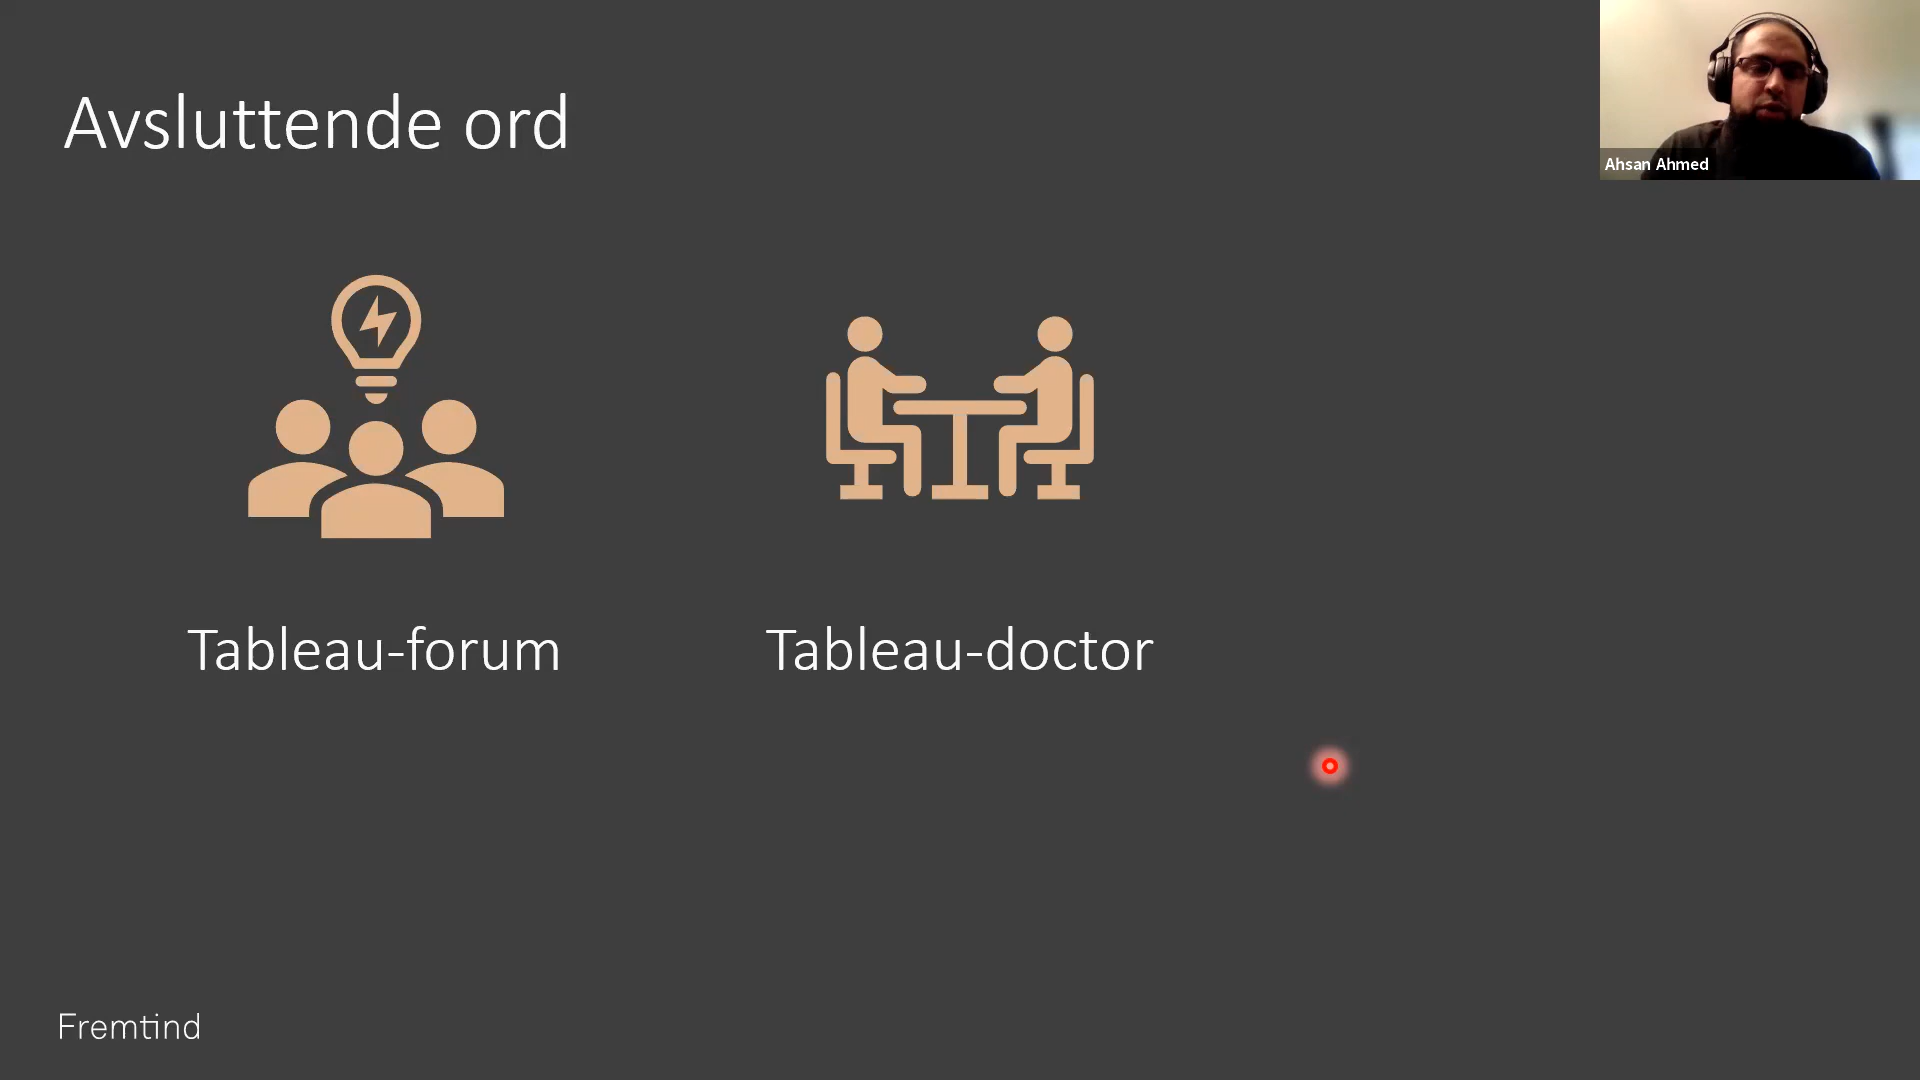 Avsluttende ord
Ahsan Ahmed
Tableau-forum
Tableau-doctor
Fremtind